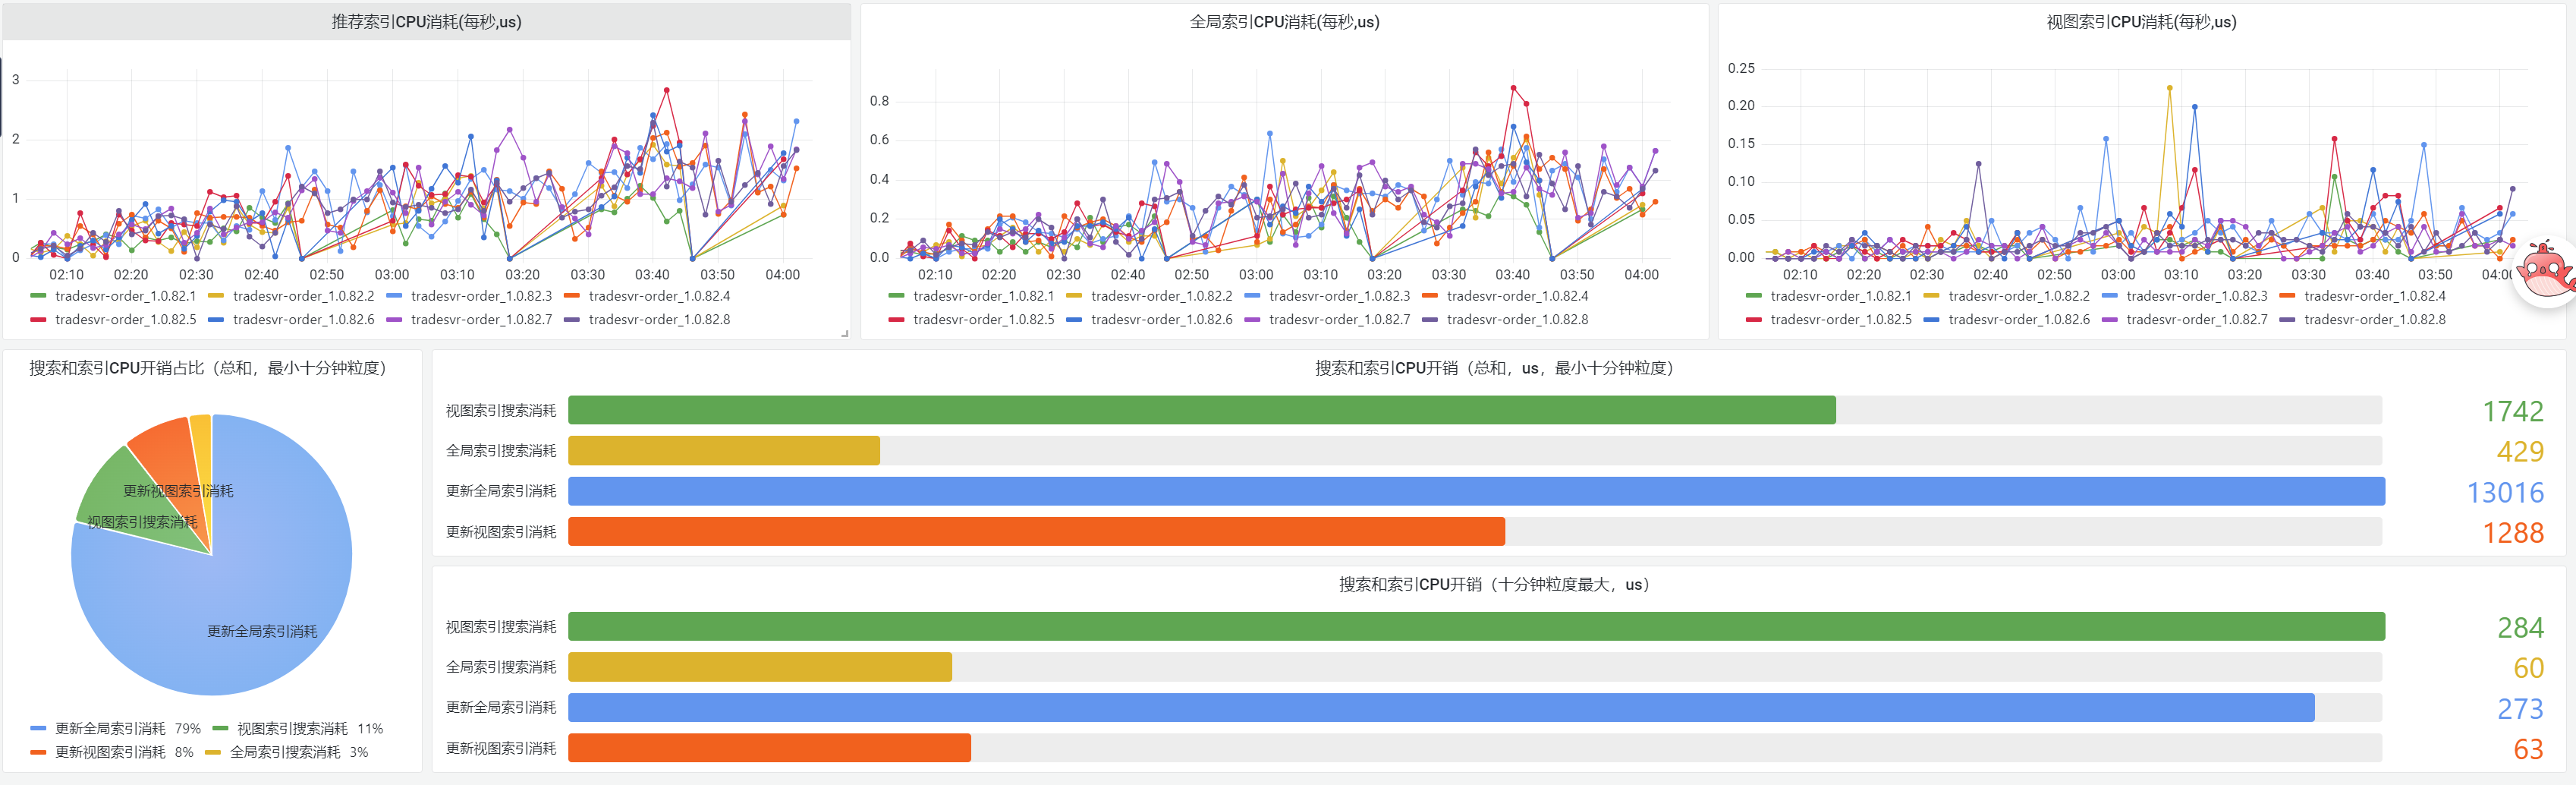 推荐索引CPU消耗(每秒,us)
3
2
1
0
02:10 02:20 02:30 02:40 02:50 03:00 03:10 03:20 03:30 03:40 03:50 04:00
tradesvr-order_1.0.82.1 tradesvr-order_1.0.82.2 tradesvr-order_1.0.82.3 tradesvr-order_1.0.82.4
tradesvr-order_1.0.82.5 tradesvr-order_1.0.82.6 tradesvr-order_1.0.82.7 tradesvr-order_1.0.82.8
全局索引CPU消耗(每秒,us)
0.8
0.6
0.4
0.2
0.0
02:10 02:20 02:30 02:40 02:50 03:00 03:10 03:20 03:30 03:40 03:50 04:00
tradesvr-order_1.0.82.1 tradesvr-order_1.0.82.2 tradesvr-order_1.0.82.3 tradesvr-order_1.0.82.4
tradesvr-order_1.0.82.5 tradesvr-order_1.0.82.6 tradesvr-order_1.0.82.7 tradesvr-order_1.0.82.8
视图索引CPU消耗(每秒,us)
0.25
0.20
0.15
0.10
0.05
0.00
02:10 02:20 02:30 02:40 02:50 03:00 03:10 03:20 03:30 03:40 03:50 04:00
tradesvr-order_1.0.82.1 tradesvr-order_1.0.82.2 tradesvr-order_1.0.82.3 tradesvr-order_1.0.82.4
tradesvr-order_1.0.82.5 tradesvr-order_1.0.82.6 tradesvr-order_1.0.82.7 tradesvr-order_1.0.82.8
搜索和索引CPU开销占比（总和，最小十分钟粒度）
更新视图索引消耗
视图索引搜索消耗
更新全局索引消耗
更新全局索引消耗 79% 视图索引搜索消耗 11%
更新视图索引消耗 8% 全局索引搜索消耗 3%
搜索和索引CPU开销（总和，us，最小十分钟粒度）
视图索引搜索消耗 1742
全局索引搜索消耗 429
更新全局索引消耗 13016
更新视图索引消耗 1288
搜索和索引CPU开销（十分钟粒度最大，us）
视图索引搜索消耗 284
全局索引搜索消耗 60
更新全局索引消耗 273
更新视图索引消耗 63